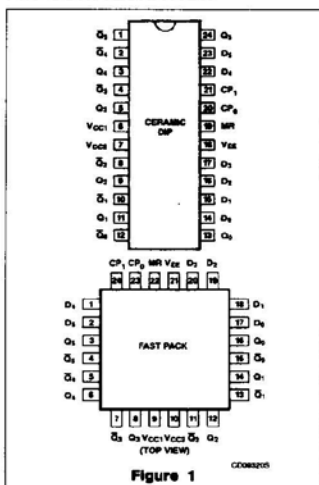 Q̄5 1 24 Q5
Q̄4 2 23 D5
Q4 3 22 D4
Q̄3 4 21 CP1
Q3 5 20 CP0
VCC1 6 CERAMIC DIP 19 MR
VCC2 7 18 VEE
Q̄2 8 17 D3
Q2 9 16 D2
Q̄1 10 15 D1
Q1 11 14 D0
Q̄0 12 13 Q0
CP1 CP0 MR VEE D3 D2
24 23 22 21 20 19
D4 1 18 D1
D5 2 17 D0
Q5 3 FAST PACK 16 Q0
Q̄5 4 15 Q̄0
Q̄4 5 14 Q1
Q4 6 13 Q̄1
7 8 9 10 11 12
Q̄3 Q3 VCC1 VCC2 Q̄2 Q2
(TOP VIEW)
Figure 1